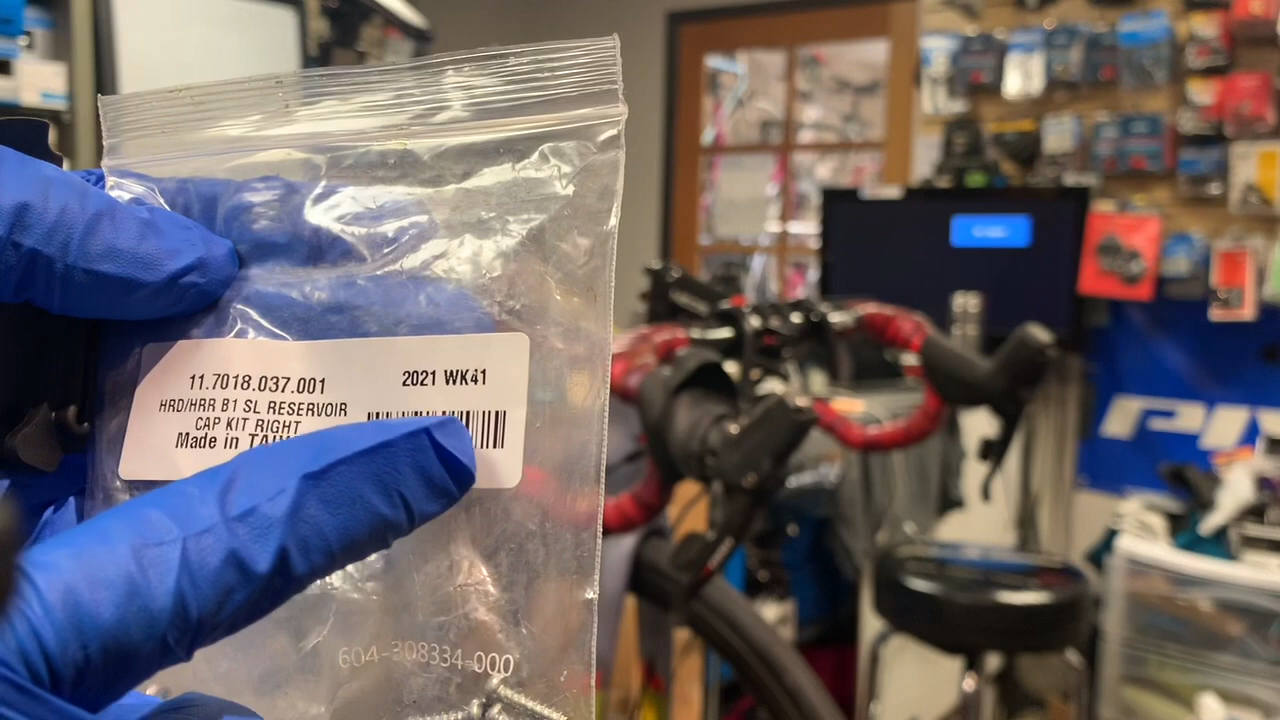 11.7018.037.001
2021 WK41
HRD/HRR B1 SL RESERVOIR
CAP KIT RIGHT
Made in
604-308334-000